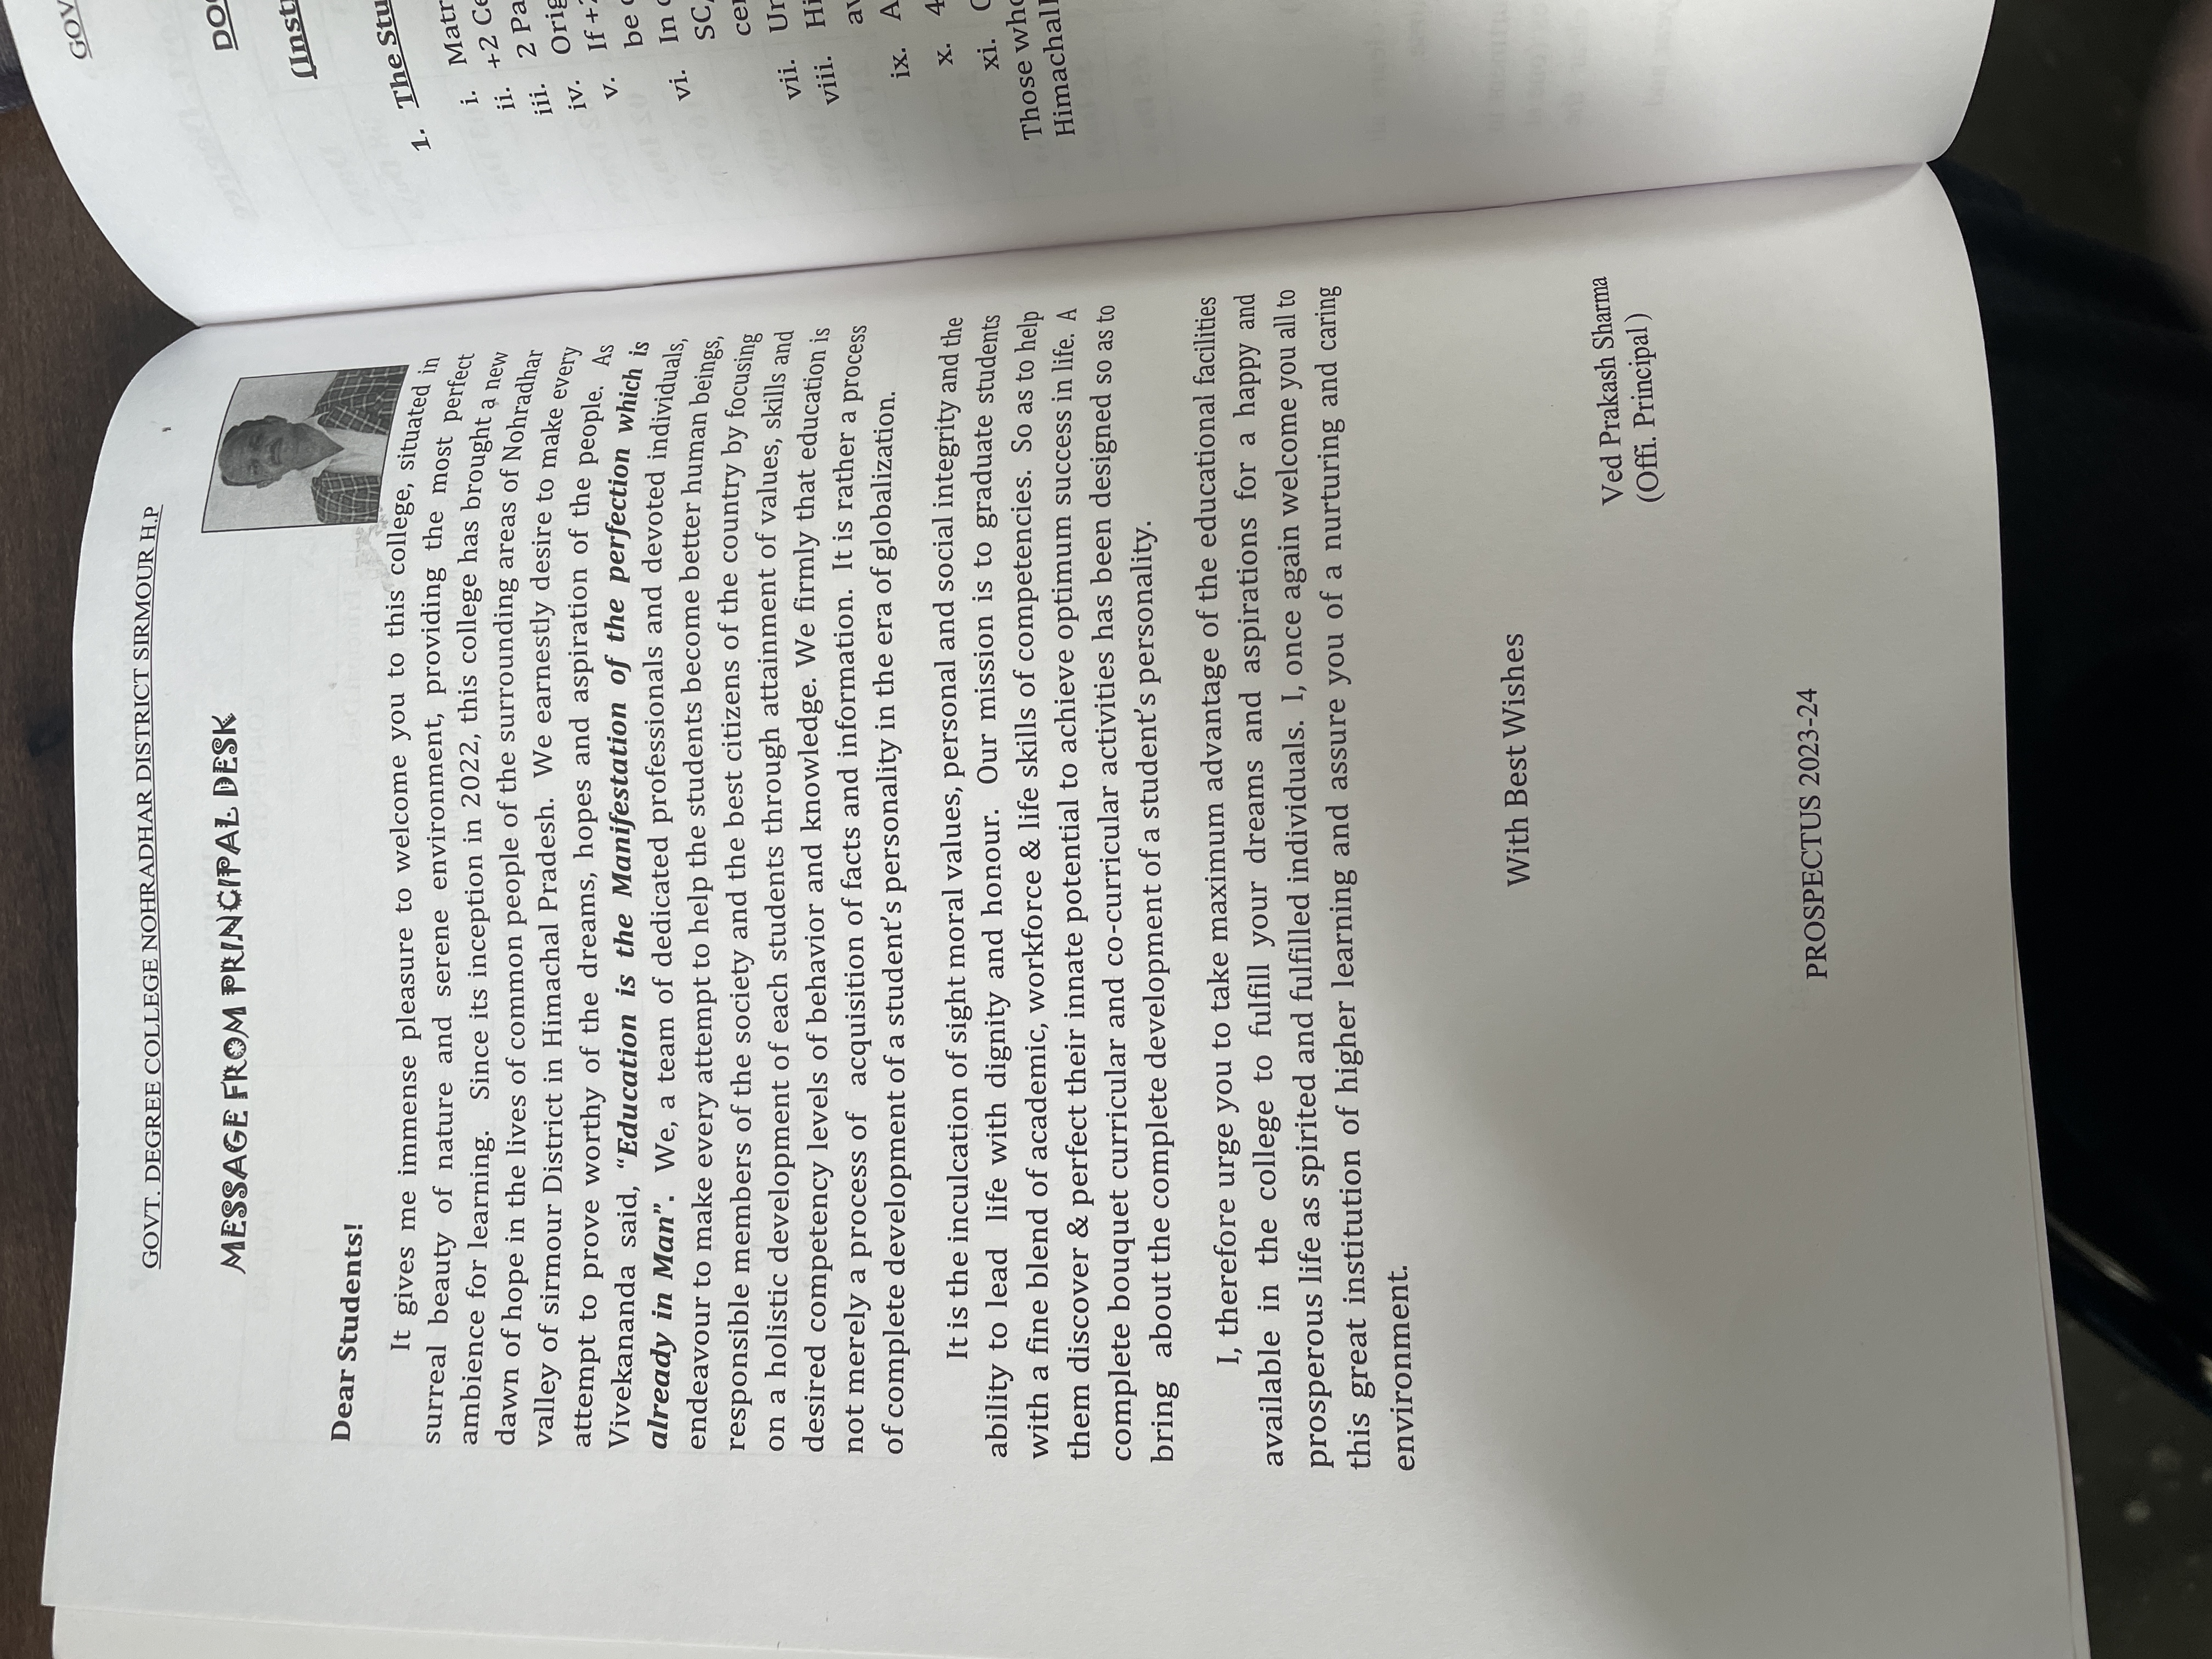 GOVT. DEGREE COLLEGE NOHRADHAR DISTRICT SIRMOUR H.P
MESSAGE FROM PRINCIPAL DESK
Dear Students!
It gives me immense pleasure to welcome you to this college, situated in
surreal beauty of nature and serene environment, providing the most perfect
ambience for learning. Since its inception in 2022, this college has brought a new
dawn of hope in the lives of common people of the surrounding areas of Nohradhar
valley of sirmour District in Himachal Pradesh. We earnestly desire to make every
attempt to prove worthy of the dreams, hopes and aspiration of the people. As
Vivekananda said, “Education is the Manifestation of the perfection which is
already in Man”. We, a team of dedicated professionals and devoted individuals,
endeavour to make every attempt to help the students become better human beings,
responsible members of the society and the best citizens of the country by focusing
on a holistic development of each students through attainment of values, skills and
desired competency levels of behavior and knowledge. We firmly that education is
not merely a process of acquisition of facts and information. It is rather a process
of complete development of a student’s personality in the era of globalization.
It is the inculcation of sight moral values, personal and social integrity and the
ability to lead life with dignity and honour. Our mission is to graduate students
with a fine blend of academic, workforce & life skills of competencies. So as to help
them discover & perfect their innate potential to achieve optimum success in life. A
complete bouquet curricular and co-curricular activities has been designed so as to
bring about the complete development of a student’s personality.
I, therefore urge you to take maximum advantage of the educational facilities
available in the college to fulfill your dreams and aspirations for a happy and
prosperous life as spirited and fulfilled individuals. I, once again welcome you all to
this great institution of higher learning and assure you of a nurturing and caring
environment.
With Best Wishes
Ved Prakash Sharma
(Offi. Principal)
PROSPECTUS 2023-24
GOV
DO
(Inst
1. The Stu
i. Matr
ii. +2 Ce
iii. 2 Pa
iv. Orig
v. If +2
be
vi. In
SC,
cer
vii. Ur
viii. Hi
av
ix. A
x. 4
xi.
Those who
Himachal